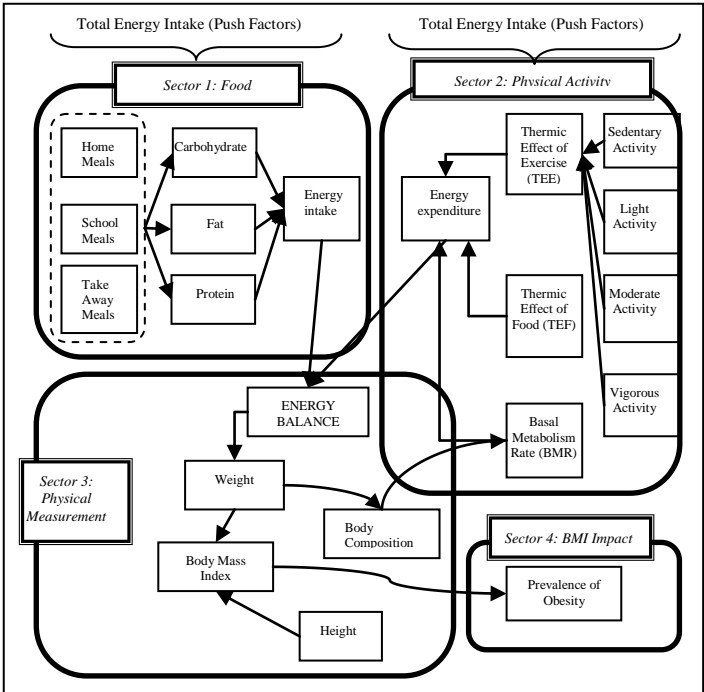 Total Energy Intake (Push Factors)
Total Energy Intake (Push Factors)
Sector 1: Food
Home
Meals
School
Meals
Take
Away
Meals
Carbohydrate
Fat
Protein
Energy
intake
Sector 2: Physical Activity
Energy
expenditure
Thermic
Effect of
Exercise
(TEE)
Thermic
Effect of
Food (TEF)
Basal
Metabolism
Rate (BMR)
Sedentary
Activity
Light
Activity
Moderate
Activity
Vigorous
Activity
Sector 3:
Physical
Measurement
ENERGY
BALANCE
Weight
Body
Composition
Body Mass
Index
Height
Sector 4: BMI Impact
Prevalence of
Obesity